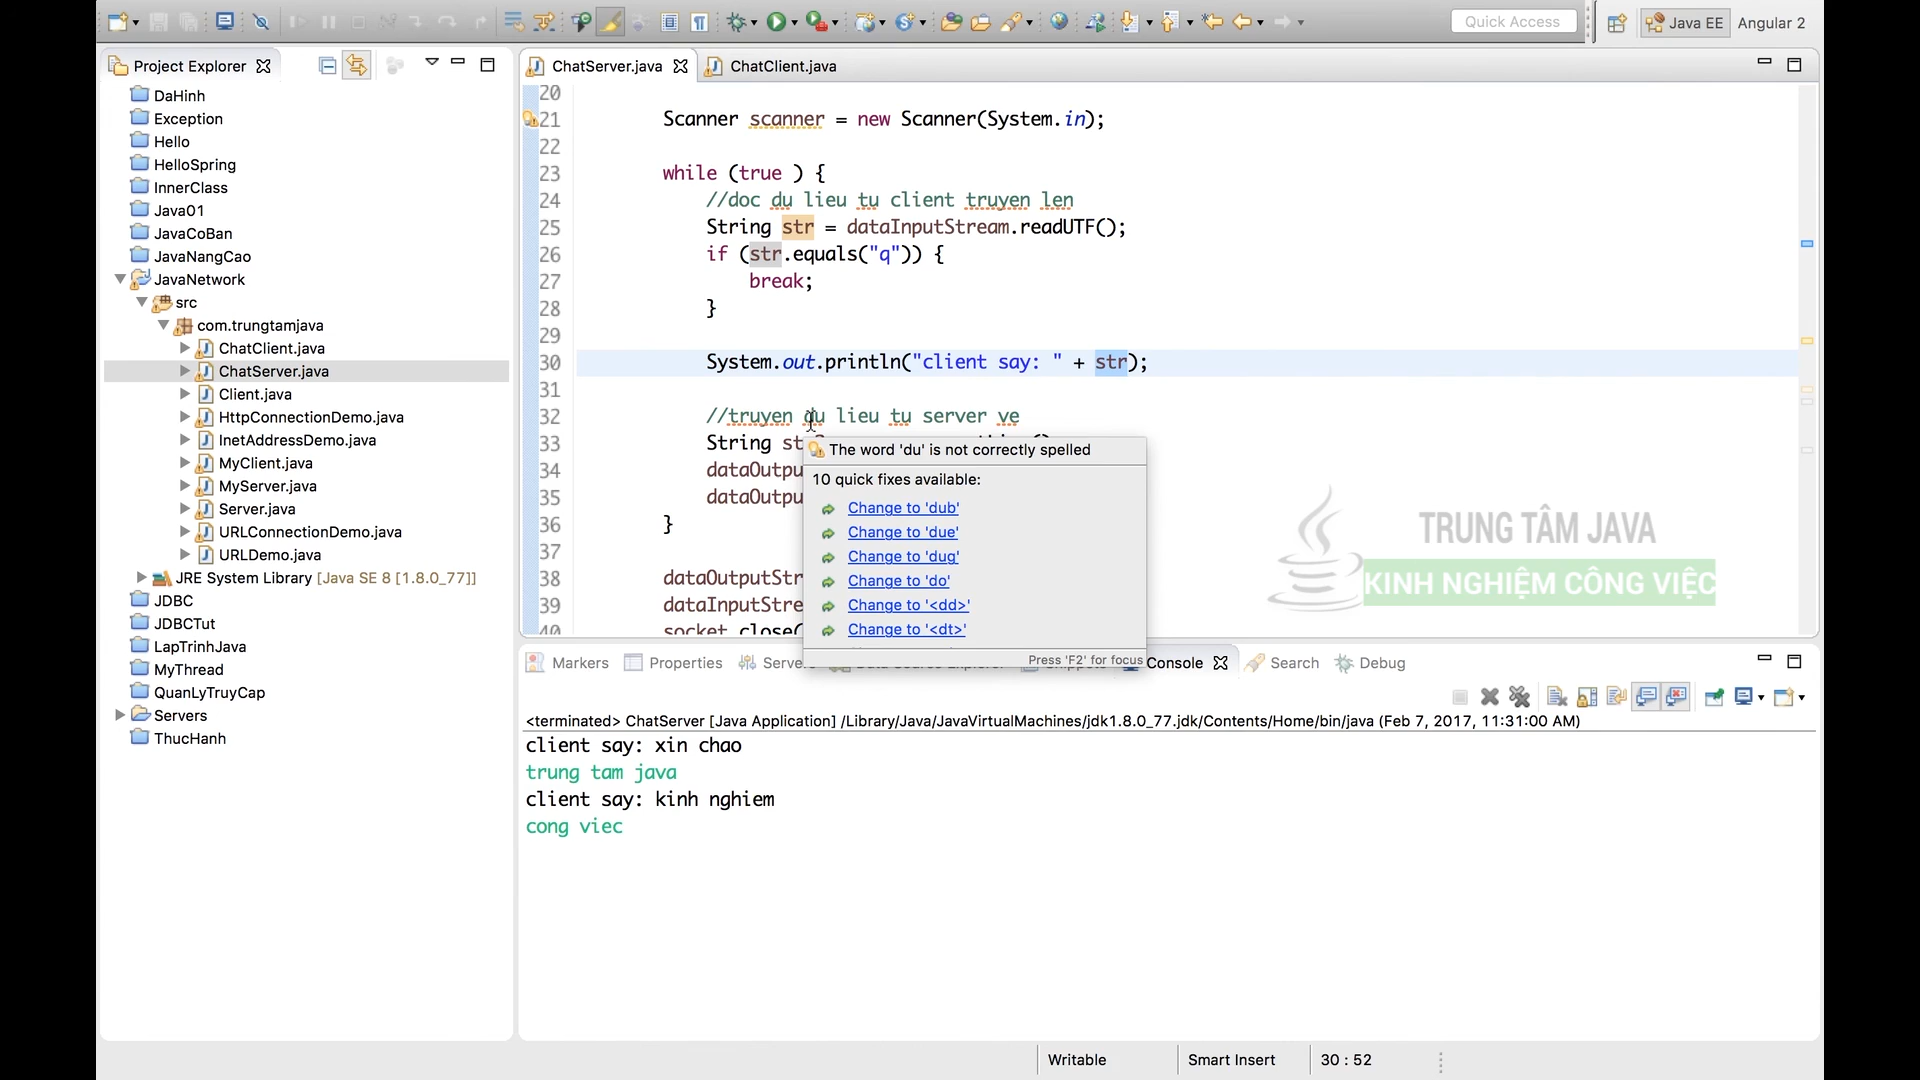 Quick Access
Java EE
Angular 2
Project Explorer
DaHinh
Exception
Hello
HelloSpring
InnerClass
Java01
JavaCoBan
JavaNangCao
JavaNetwork
src
com.trungtamjava
ChatClient.java
ChatServer.java
Client.java
HttpConnectionDemo.java
InetAddressDemo.java
MyClient.java
MyServer.java
Server.java
URLConnectionDemo.java
URLDemo.java
JRE System Library [Java SE 8 [1.8.0_77]]
JDBC
JDBCTut
LapTrinhJava
MyThread
QuanLyTruyCap
Servers
ThucHanh
ChatServer.java
ChatClient.java
20
21 Scanner scanner = new Scanner(System.in);
22
23 while (true ) {
24 //doc du lieu tu client truyen len
25 String str = dataInputStream.readUTF();
26 if (str.equals("q")) {
27 break;
28 }
29
30 System.out.println("client say: " + str);
31
32 //truyen du lieu tu server ve
33 String
34 dataOutpu
35 dataOutpu
36 }
37
38 dataOutputStr
39 dataInputStre
40 socket.close(
The word 'du' is not correctly spelled
10 quick fixes available:
Change to 'dub'
Change to 'due'
Change to 'dug'
Change to 'do'
Change to '<dd>'
Change to '<dt>'
Press 'F2' for focus
TRUNG TÂM JAVA
KINH NGHIỆM CÔNG VIỆC
Markers
Properties
Console
Search
Debug
<terminated> ChatServer [Java Application] /Library/Java/JavaVirtualMachines/jdk1.8.0_77.jdk/Contents/Home/bin/java (Feb 7, 2017, 11:31:00 AM)
client say: xin chao
trung tam java
client say: kinh nghiem
cong viec
Writable
Smart Insert
30 : 52